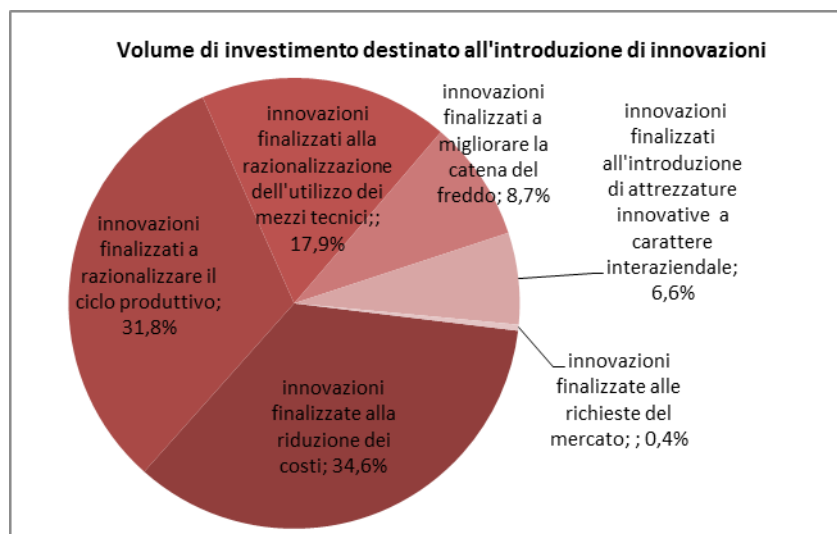 Volume di investimento destinato all'introduzione di innovazioni
innovazioni
finalizzati alla
razionalizzazione
dell'utilizzo dei
mezzi tecnici;;
17,9%
innovazioni
finalizzati a
migliorare la
catena del
freddo; 8,7%
innovazioni
finalizzati
all'introduzione
di attrezzature
innovative a
carattere
interaziendale;
6,6%
innovazioni
finalizzati a
razionalizzare il
ciclo produttivo;
31,8%
innovazioni
finalizzate alla
riduzione dei
costi; 34,6%
innovazioni
finalizzate alle
richieste del
mercato; ; 0,4%